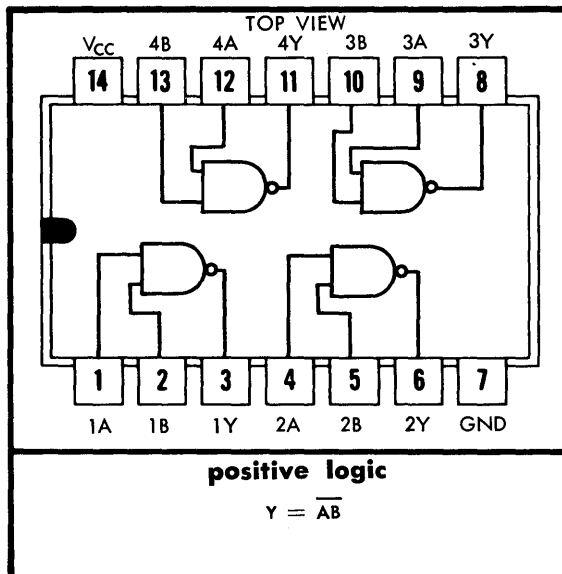 TOP VIEW
VCC 4B 4A 4Y 3B 3A 3Y
14 13 12 11 10 9 8
1 2 3 4 5 6 7
1A 1B 1Y 2A 2B 2Y GND
positive logic
Y = A̅B̅